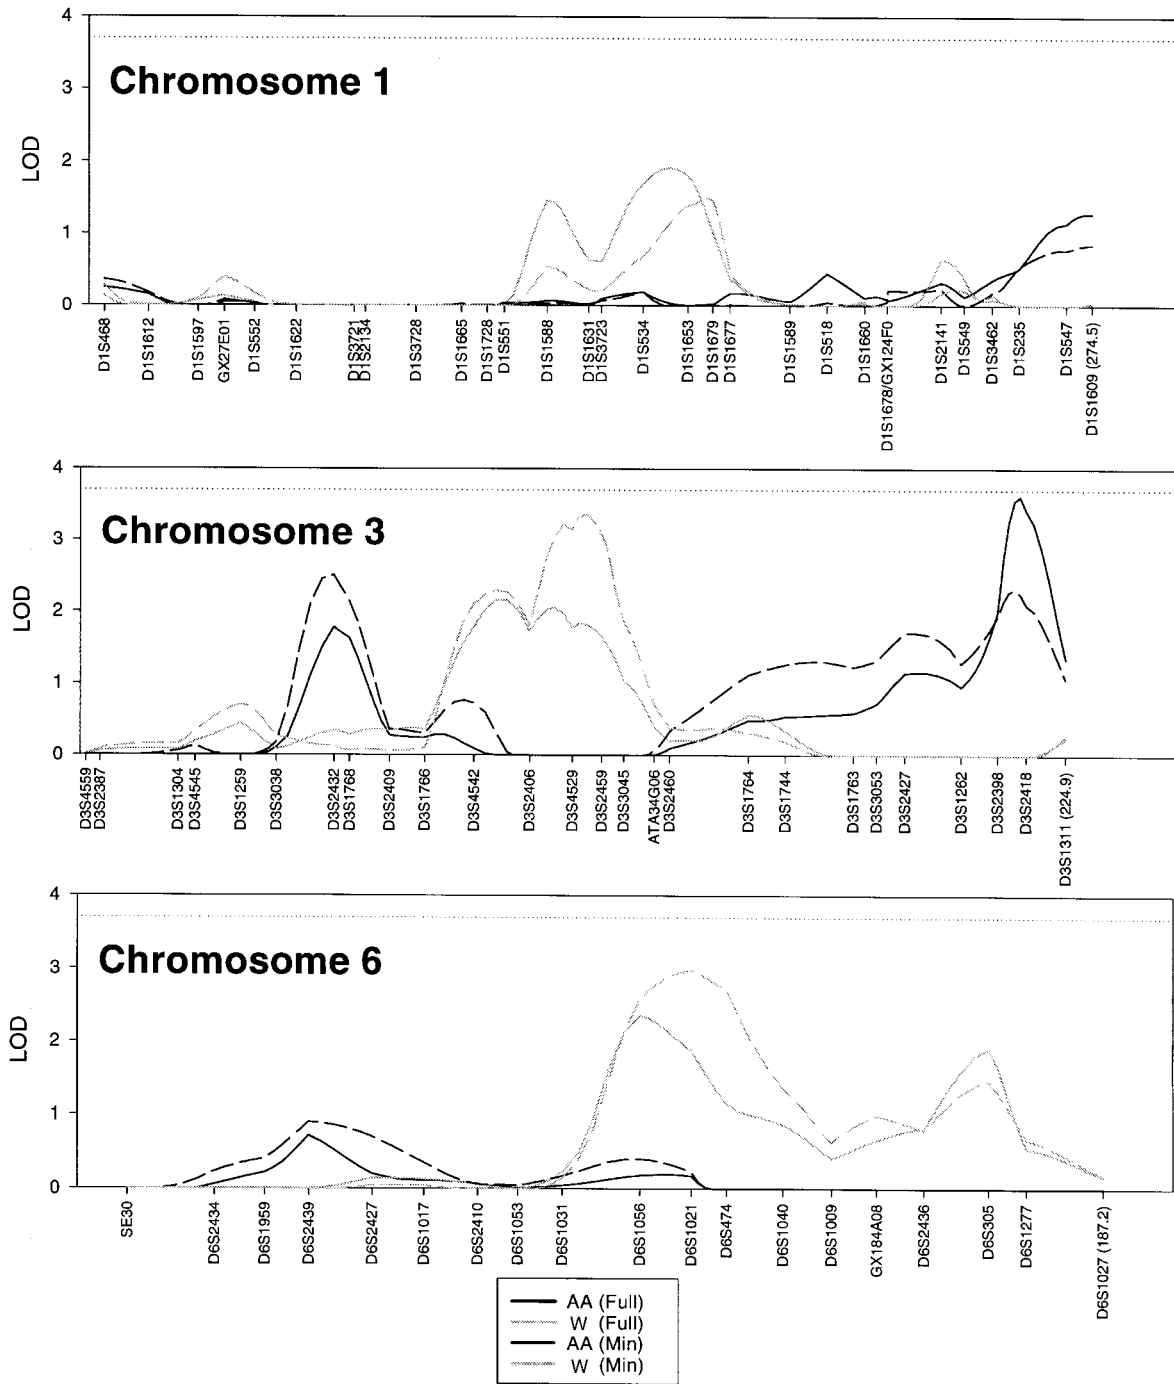 4
3
2
1
0
LOD
Chromosome 1
D1S468
D1S1612
D1S1597
GX27E01
D1S552
D1S1622
D1S3721
D1S2134
D1S3728
D1S1665
D1S1728
D1S551
D1S1588
D1S1631
D1S3723
D1S534
D1S1653
D1S1679
D1S1677
D1S1589
D1S518
D1S1660
D1S1678/GX124F0
D1S2141
D1S549
D1S3462
D1S235
D1S547
D1S1609 (274.5)
4
3
2
1
0
LOD
Chromosome 3
D3S4559
D3S2387
D3S1304
D3S4545
D3S1259
D3S3038
D3S2432
D3S1768
D3S2409
D3S1766
D3S4542
D3S2406
D3S4529
D3S2459
D3S3045
ATA34G06
D3S2460
D3S1764
D3S1744
D3S1763
D3S3053
D3S2427
D3S1262
D3S2398
D3S2418
D3S1311 (224.9)
4
3
2
1
0
LOD
Chromosome 6
SE30
D6S2434
D6S1959
D6S2439
D6S2427
D6S1017
D6S2410
D6S1053
D6S1031
D6S1056
D6S1021
D6S474
D6S1040
D6S1009
GX184A08
D6S2436
D6S305
D6S1277
D6S1027 (187.2)
AA (Full)
W (Full)
AA (Min)
W (Min)